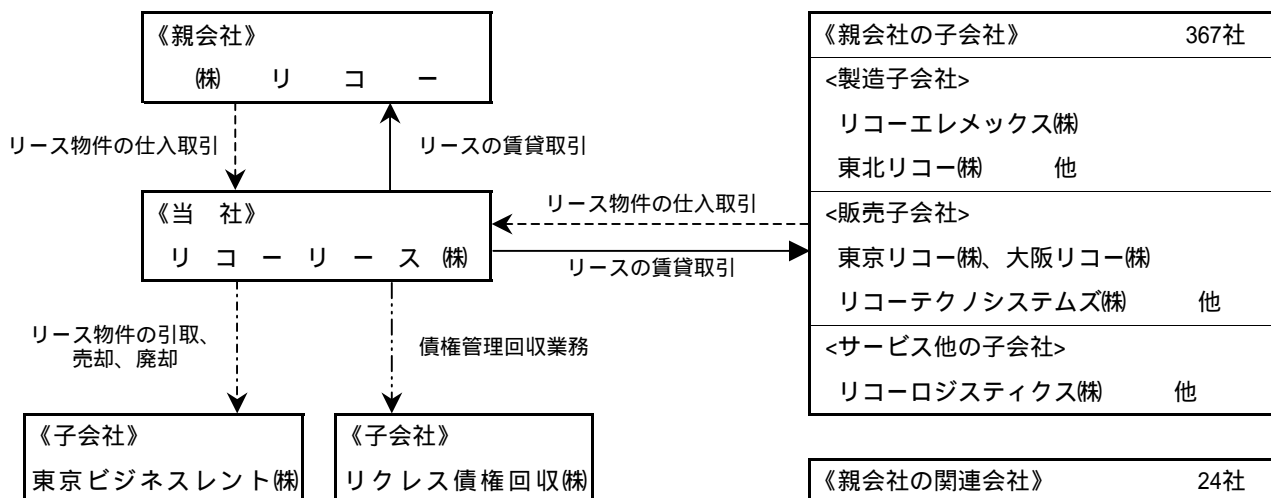 《親会社》
㈱ リ コ ー
リース物件の仕入取引
リースの賃貸取引
《当 社》
リ コ ー リ ー ス ㈱
リース物件の仕入取引
リースの賃貸取引
リース物件の引取、
売却、廃却
債権管理回収業務
《子会社》
東京ビジネスレント㈱
《子会社》
リクレス債権回収㈱
《親会社の子会社》 367社
<製造子会社>
リコーエレメックス㈱
東北リコー㈱ 他
<販売子会社>
東京リコー㈱、大阪リコー㈱
リコーテクノシステムズ㈱ 他
<サービス他の子会社>
リコーロジスティクス㈱ 他
《親会社の関連会社》 24社